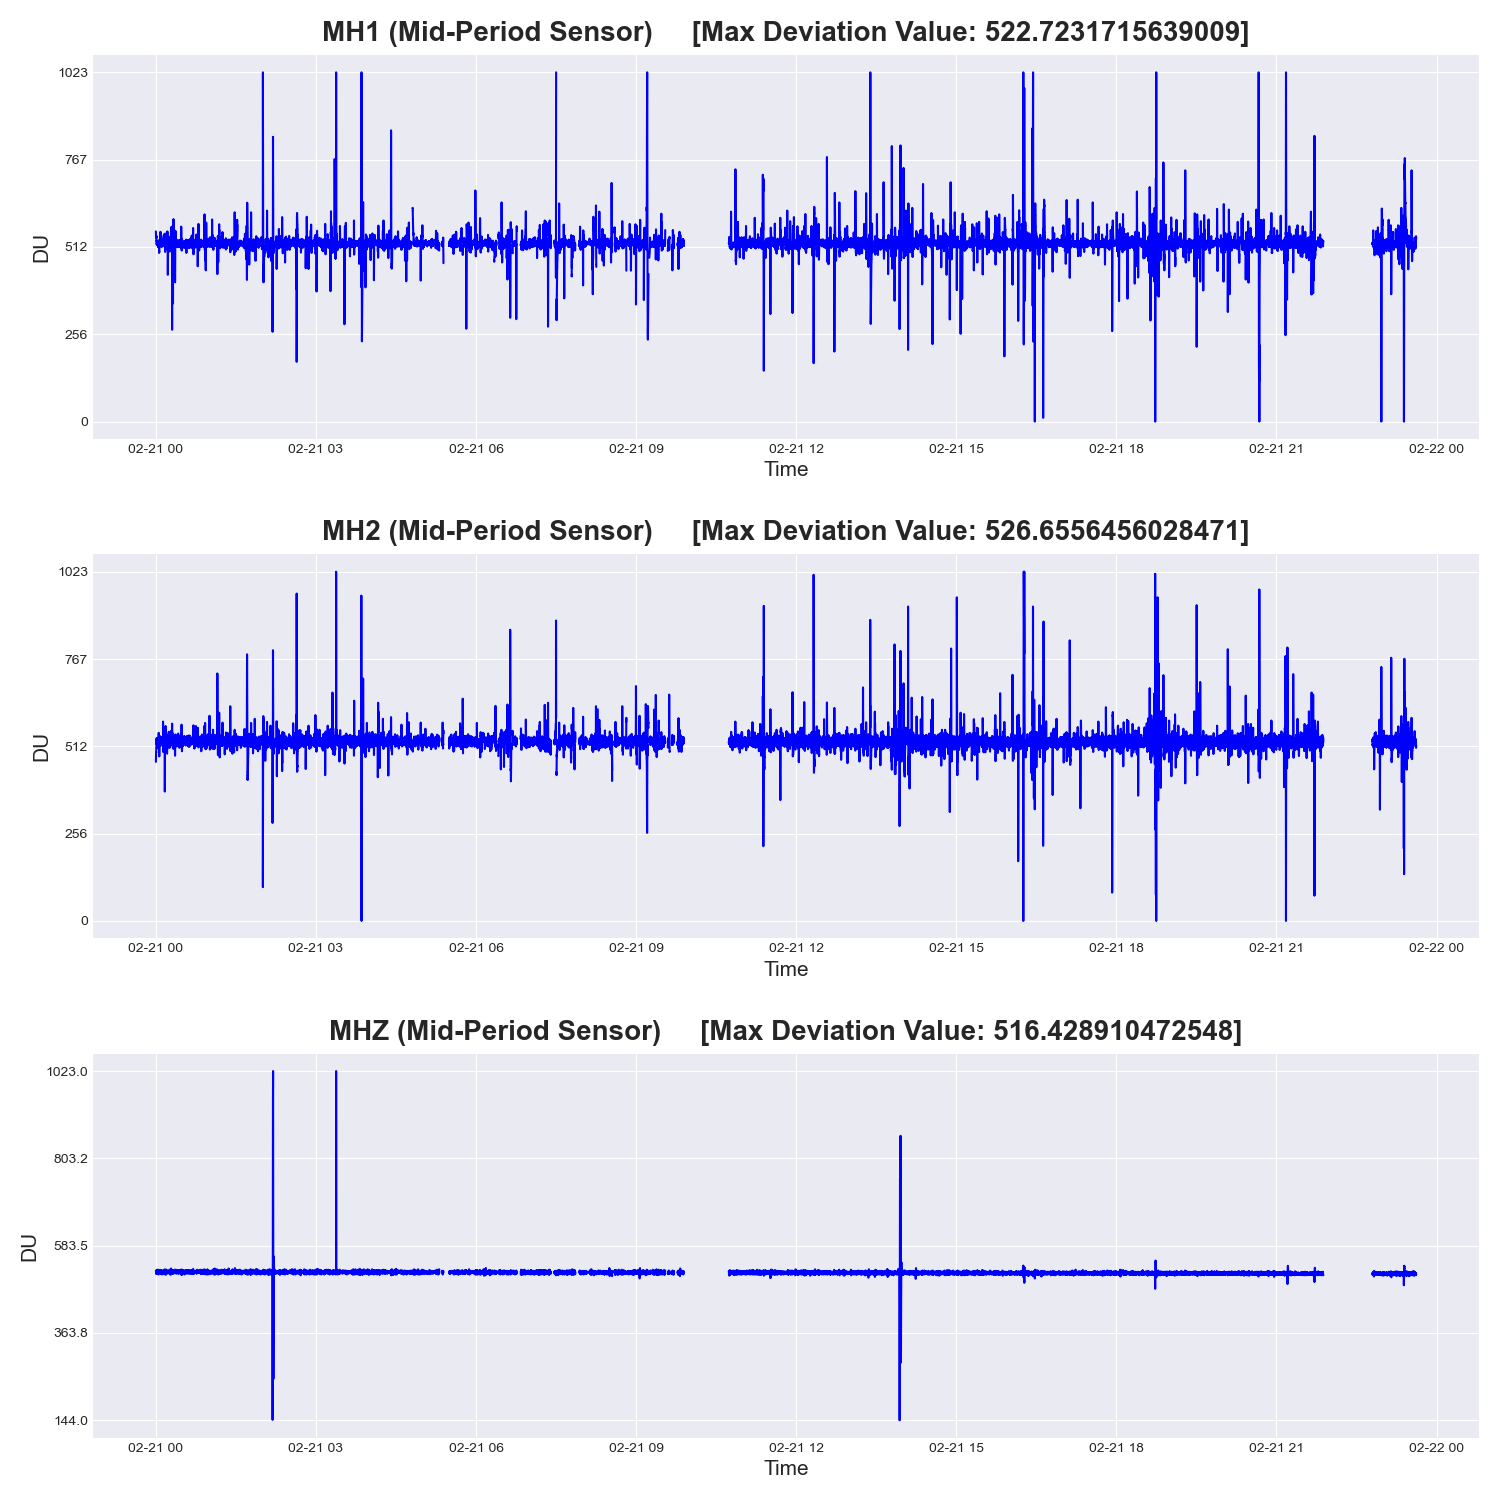 MH1 (Mid-Period Sensor) [Max Deviation Value: 522.7231715639009]
1023
767
512
256
0
DU
02-21 00 02-21 03 02-21 06 02-21 09 02-21 12 02-21 15 02-21 18 02-21 21 02-22 00
Time
MH2 (Mid-Period Sensor) [Max Deviation Value: 526.6556456028471]
1023
767
512
256
0
DU
02-21 00 02-21 03 02-21 06 02-21 09 02-21 12 02-21 15 02-21 18 02-21 21 02-22 00
Time
MHZ (Mid-Period Sensor) [Max Deviation Value: 516.428910472548]
1023.0
803.2
583.5
363.8
144.0
DU
02-21 00 02-21 03 02-21 06 02-21 09 02-21 12 02-21 15 02-21 18 02-21 21 02-22 00
Time